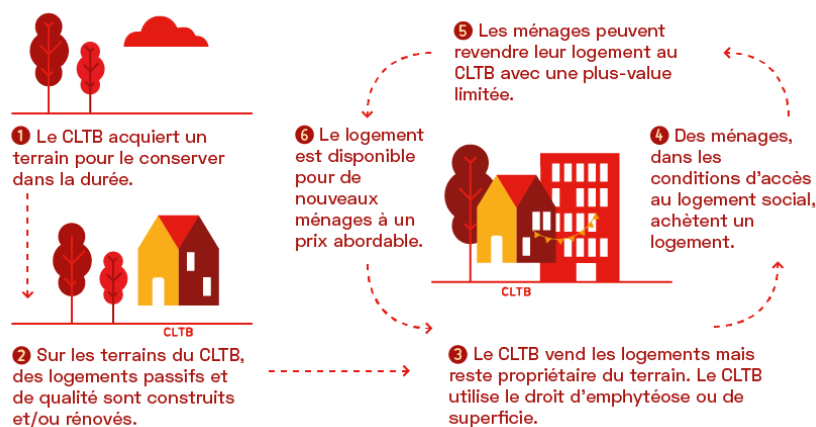 ❶ Le CLTB acquiert un
terrain pour le conserver
dans la durée.
CLTB
❷ Sur les terrains du CLTB,
des logements passifs et
de qualité sont construits
et/ou rénovés.
❸ Le CLTB vend les logements mais
reste propriétaire du terrain. Le CLTB
utilise le droit d'emphytéose ou de
superficie.
❹ Des ménages,
dans les
conditions d'accès
au logement social,
achètent un
logement.
❺ Les ménages peuvent
revendre leur logement au
CLTB avec une plus-value
limitée.
❻ Le logement
est disponible
pour de
nouveaux
ménages à un
prix abordable.
CLTB